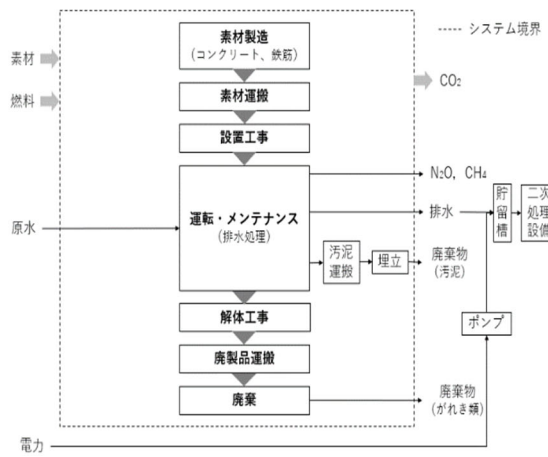 システム境界
素材製造
(コンクリート、鉄筋)
素材
CO₂
素材運搬
燃料
設置工事
N₂O, CH₄
運転・メンテナンス
(排水処理)
原水
排水
貯留槽
二次処理設備
汚泥運搬
埋立
廃棄物
(汚泥)
解体工事
ポンプ
廃製品運搬
廃棄
廃棄物
(がれき類)
電力